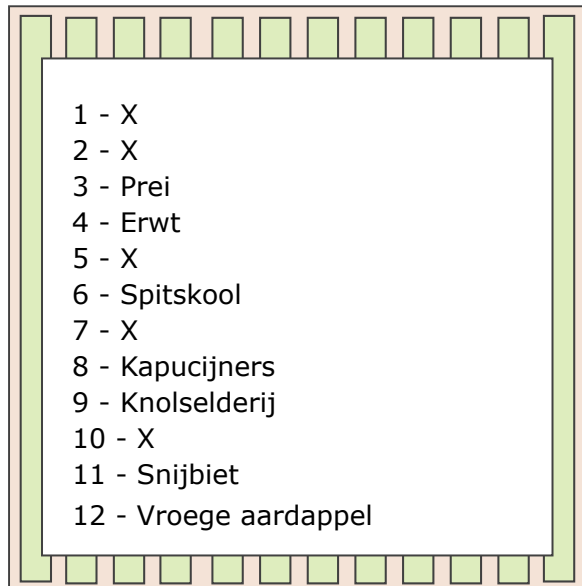 1 - X
2 - X
3 - Prei
4 - Erwt
5 - X
6 - Spitskool
7 - X
8 - Kapucijners
9 - Knolselderij
10 - X
11 - Snijbiet
12 - Vroege aardappel